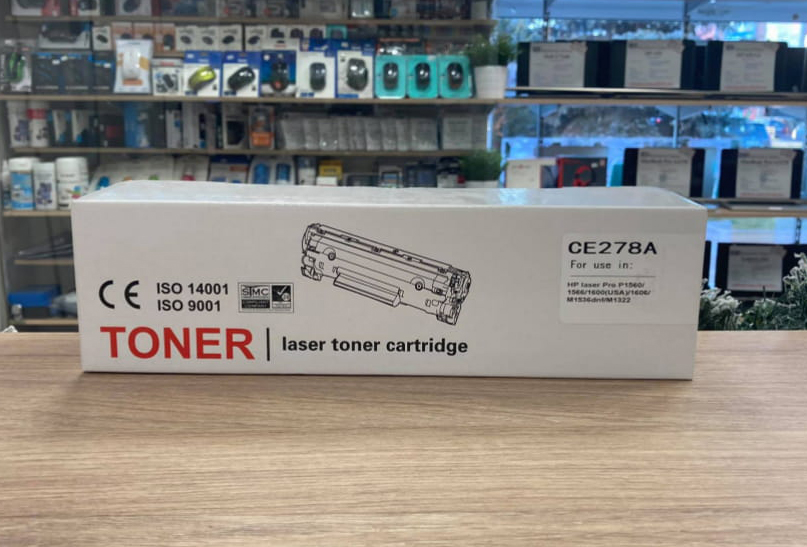 CE278A
For use in:
HP laser Pro P1560/
1566/1600(USA)/1606/
M1536dnf/M1322
CE
ISO 14001
ISO 9001
STMC
TONER
laser toner cartridge